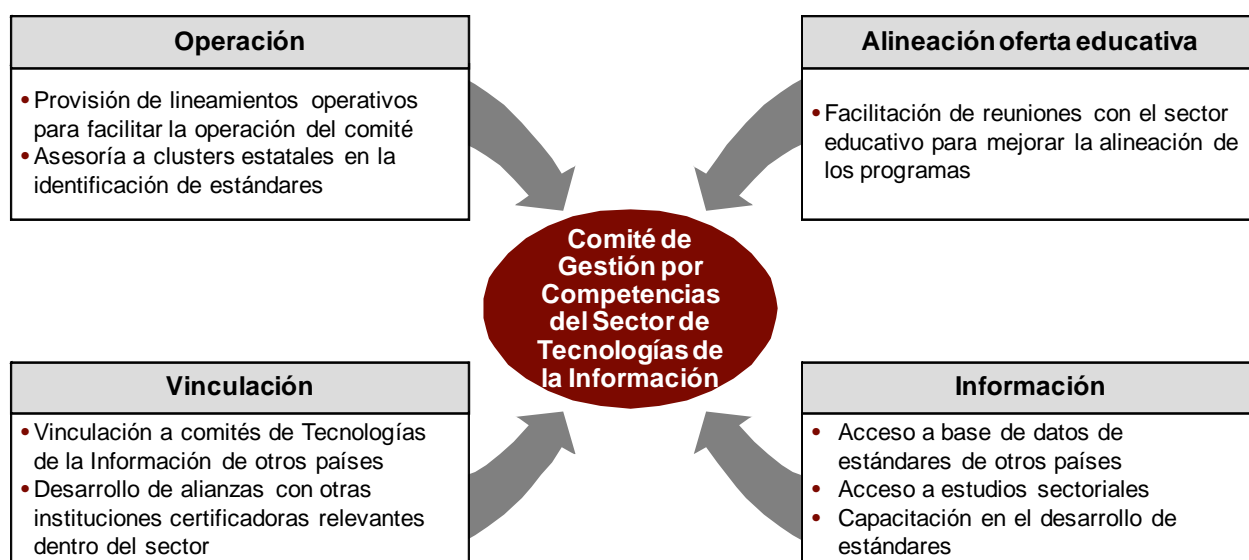 Operación
• Provisión de lineamientos operativos
para facilitar la operación del comité
• Asesoría a clusters estatales en la
identificación de estándares
Alineación oferta educativa
• Facilitación de reuniones con el sector
educativo para mejorar la alineación de
los programas
Comité de
Gestión por
Competencias
del Sector de
Tecnologías de
la Información
Vinculación
• Vinculación a comités de Tecnologías
de la Información de otros países
• Desarrollo de alianzas con otras
instituciones certificadoras relevantes
dentro del sector
Información
• Acceso a base de datos de
estándares de otros países
• Acceso a estudios sectoriales
• Capacitación en el desarrollo de
estándares